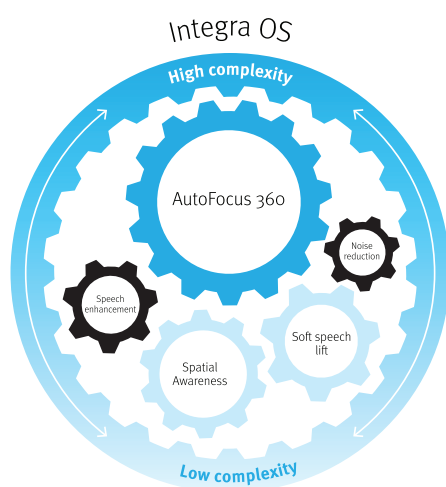 Integra OS
High complexity
AutoFocus 360
Noise
reduction
Speech
enhancement
Soft speech
lift
Spatial
Awareness
Low complexity